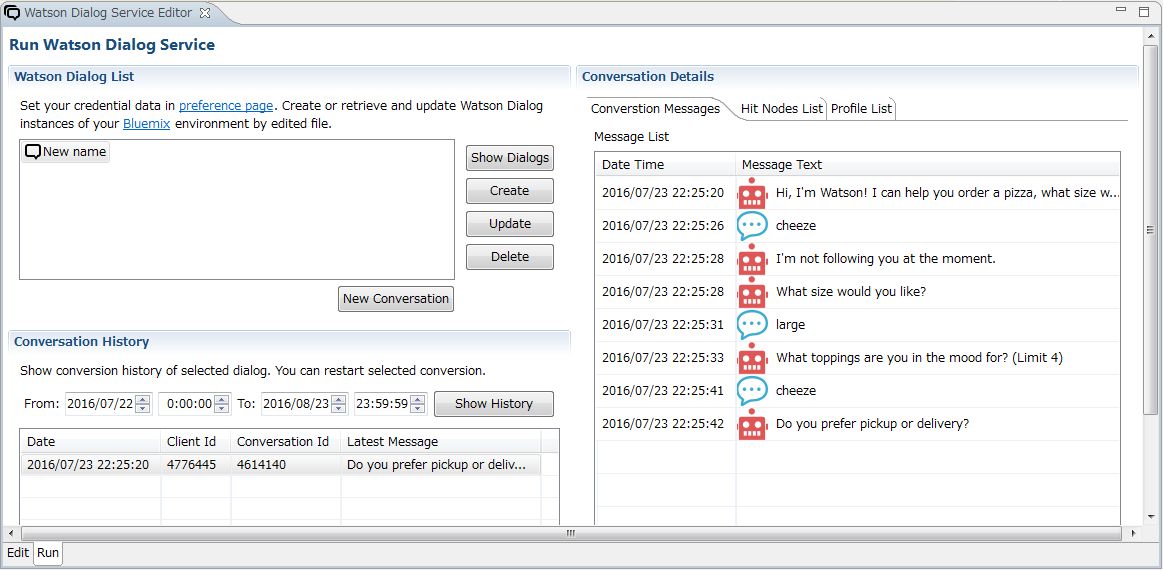 Watson Dialog Service Editor
Run Watson Dialog Service
Watson Dialog List
Set your credential data in preference page. Create or retrieve and update Watson Dialog
instances of your Bluemix environment by edited file.
New name
Show Dialogs
Create
Update
Delete
New Conversation
Conversation History
Show conversion history of selected dialog. You can restart selected conversion.
From: 2016/07/22 0:00:00 To: 2016/08/23 23:59:59 Show History
Date Client Id Conversation Id Latest Message
2016/07/23 22:25:20 4776445 4614140 Do you prefer pickup or deliv...
Conversation Details
Converstion Messages Hit Nodes List Profile List
Message List
Date Time Message Text
2016/07/23 22:25:20 Hi, I'm Watson! I can help you order a pizza, what size w...
2016/07/23 22:25:26 cheeze
2016/07/23 22:25:28 I'm not following you at the moment.
2016/07/23 22:25:28 What size would you like?
2016/07/23 22:25:31 large
2016/07/23 22:25:33 What toppings are you in the mood for? (Limit 4)
2016/07/23 22:25:41 cheeze
2016/07/23 22:25:42 Do you prefer pickup or delivery?
Edit Run